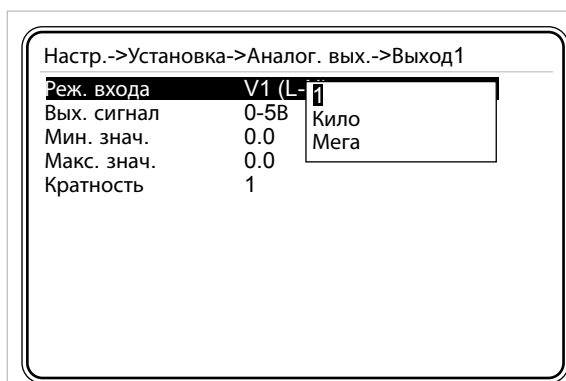 Настр.->Установка->Аналог. вых.->Выход1
Реж. входа V1 (L-
1
Вых. сигнал 0-5В
Кило
Мин. знач. 0.0
Мега
Макс. знач. 0.0
Кратность 1